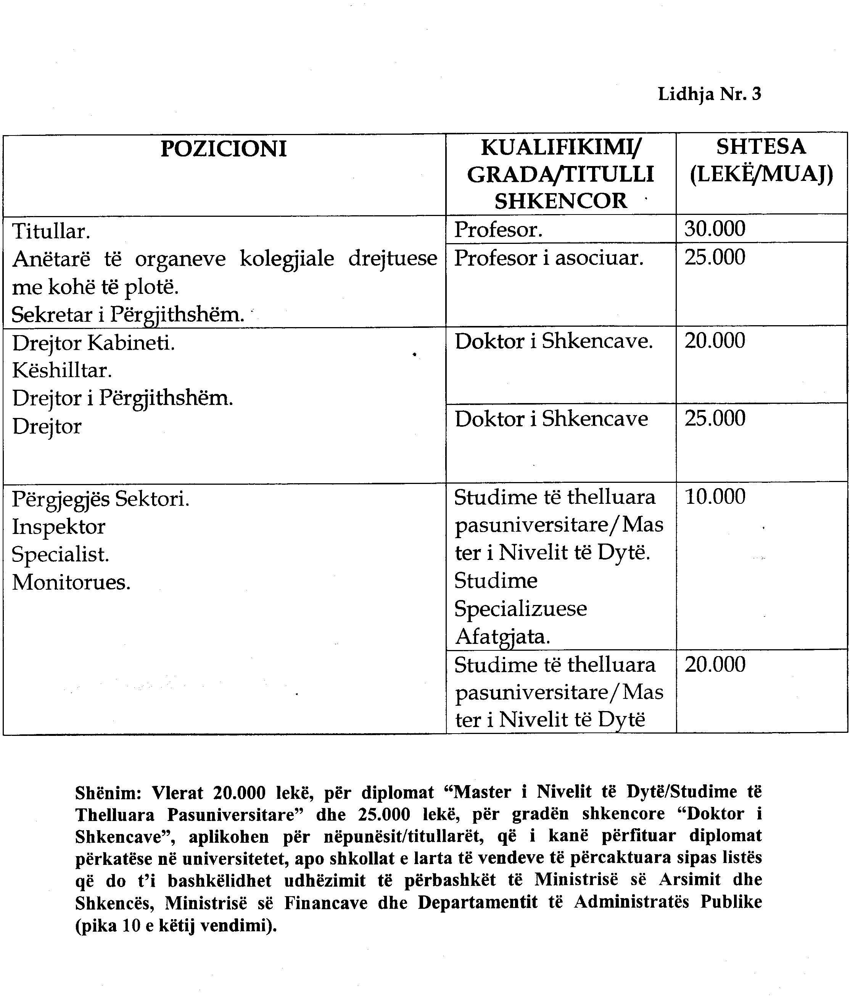 Lidhja Nr. 3
POZICIONI
KUALIFIKIMI/
GRADA/TITULLI
SHKENCOR
SHTESA
(LEKË/MUAJ)
Titullar.
Anëtarë të organeve kolegjiale drejtuese
me kohë të plotë.
Sekretar i Përgjithshëm.
Profesor.
30.000
Profesor i asociuar.
25.000
Drejtor Kabineti.
Këshilltar.
Drejtor i Përgjithshëm.
Drejtor
Doktor i Shkencave.
20.000
Doktor i Shkencave
25.000
Përgjegjës Sektori.
Inspektor
Specialist.
Monitorues.
Studime të thelluara
pasuniversitare/Mas
ter i Nivelit të Dytë.
Studime
Specializuese
Afatgjata.
10.000
Studime të thelluara
pasuniversitare/Mas
ter i Nivelit të Dytë
20.000
Shënim: Vlerat 20.000 lekë, për diplomat “Master i Nivelit të Dytë/Studime të
Thelluara Pasuniversitare” dhe 25.000 lekë, për gradën shkencore “Doktor i
Shkencave”, aplikohen për nëpunësit/titullarët, që i kanë përfituar diplomat
përkatëse në universitetet, apo shkollat e larta të vendeve të përcaktuara sipas listës
që do t’i bashkëlidhet udhëzimit të përbashkët të Ministrisë së Arsimit dhe
Shkencës, Ministrisë së Financave dhe Departamentit të Administratës Publike
(pika 10 e këtij vendimi).